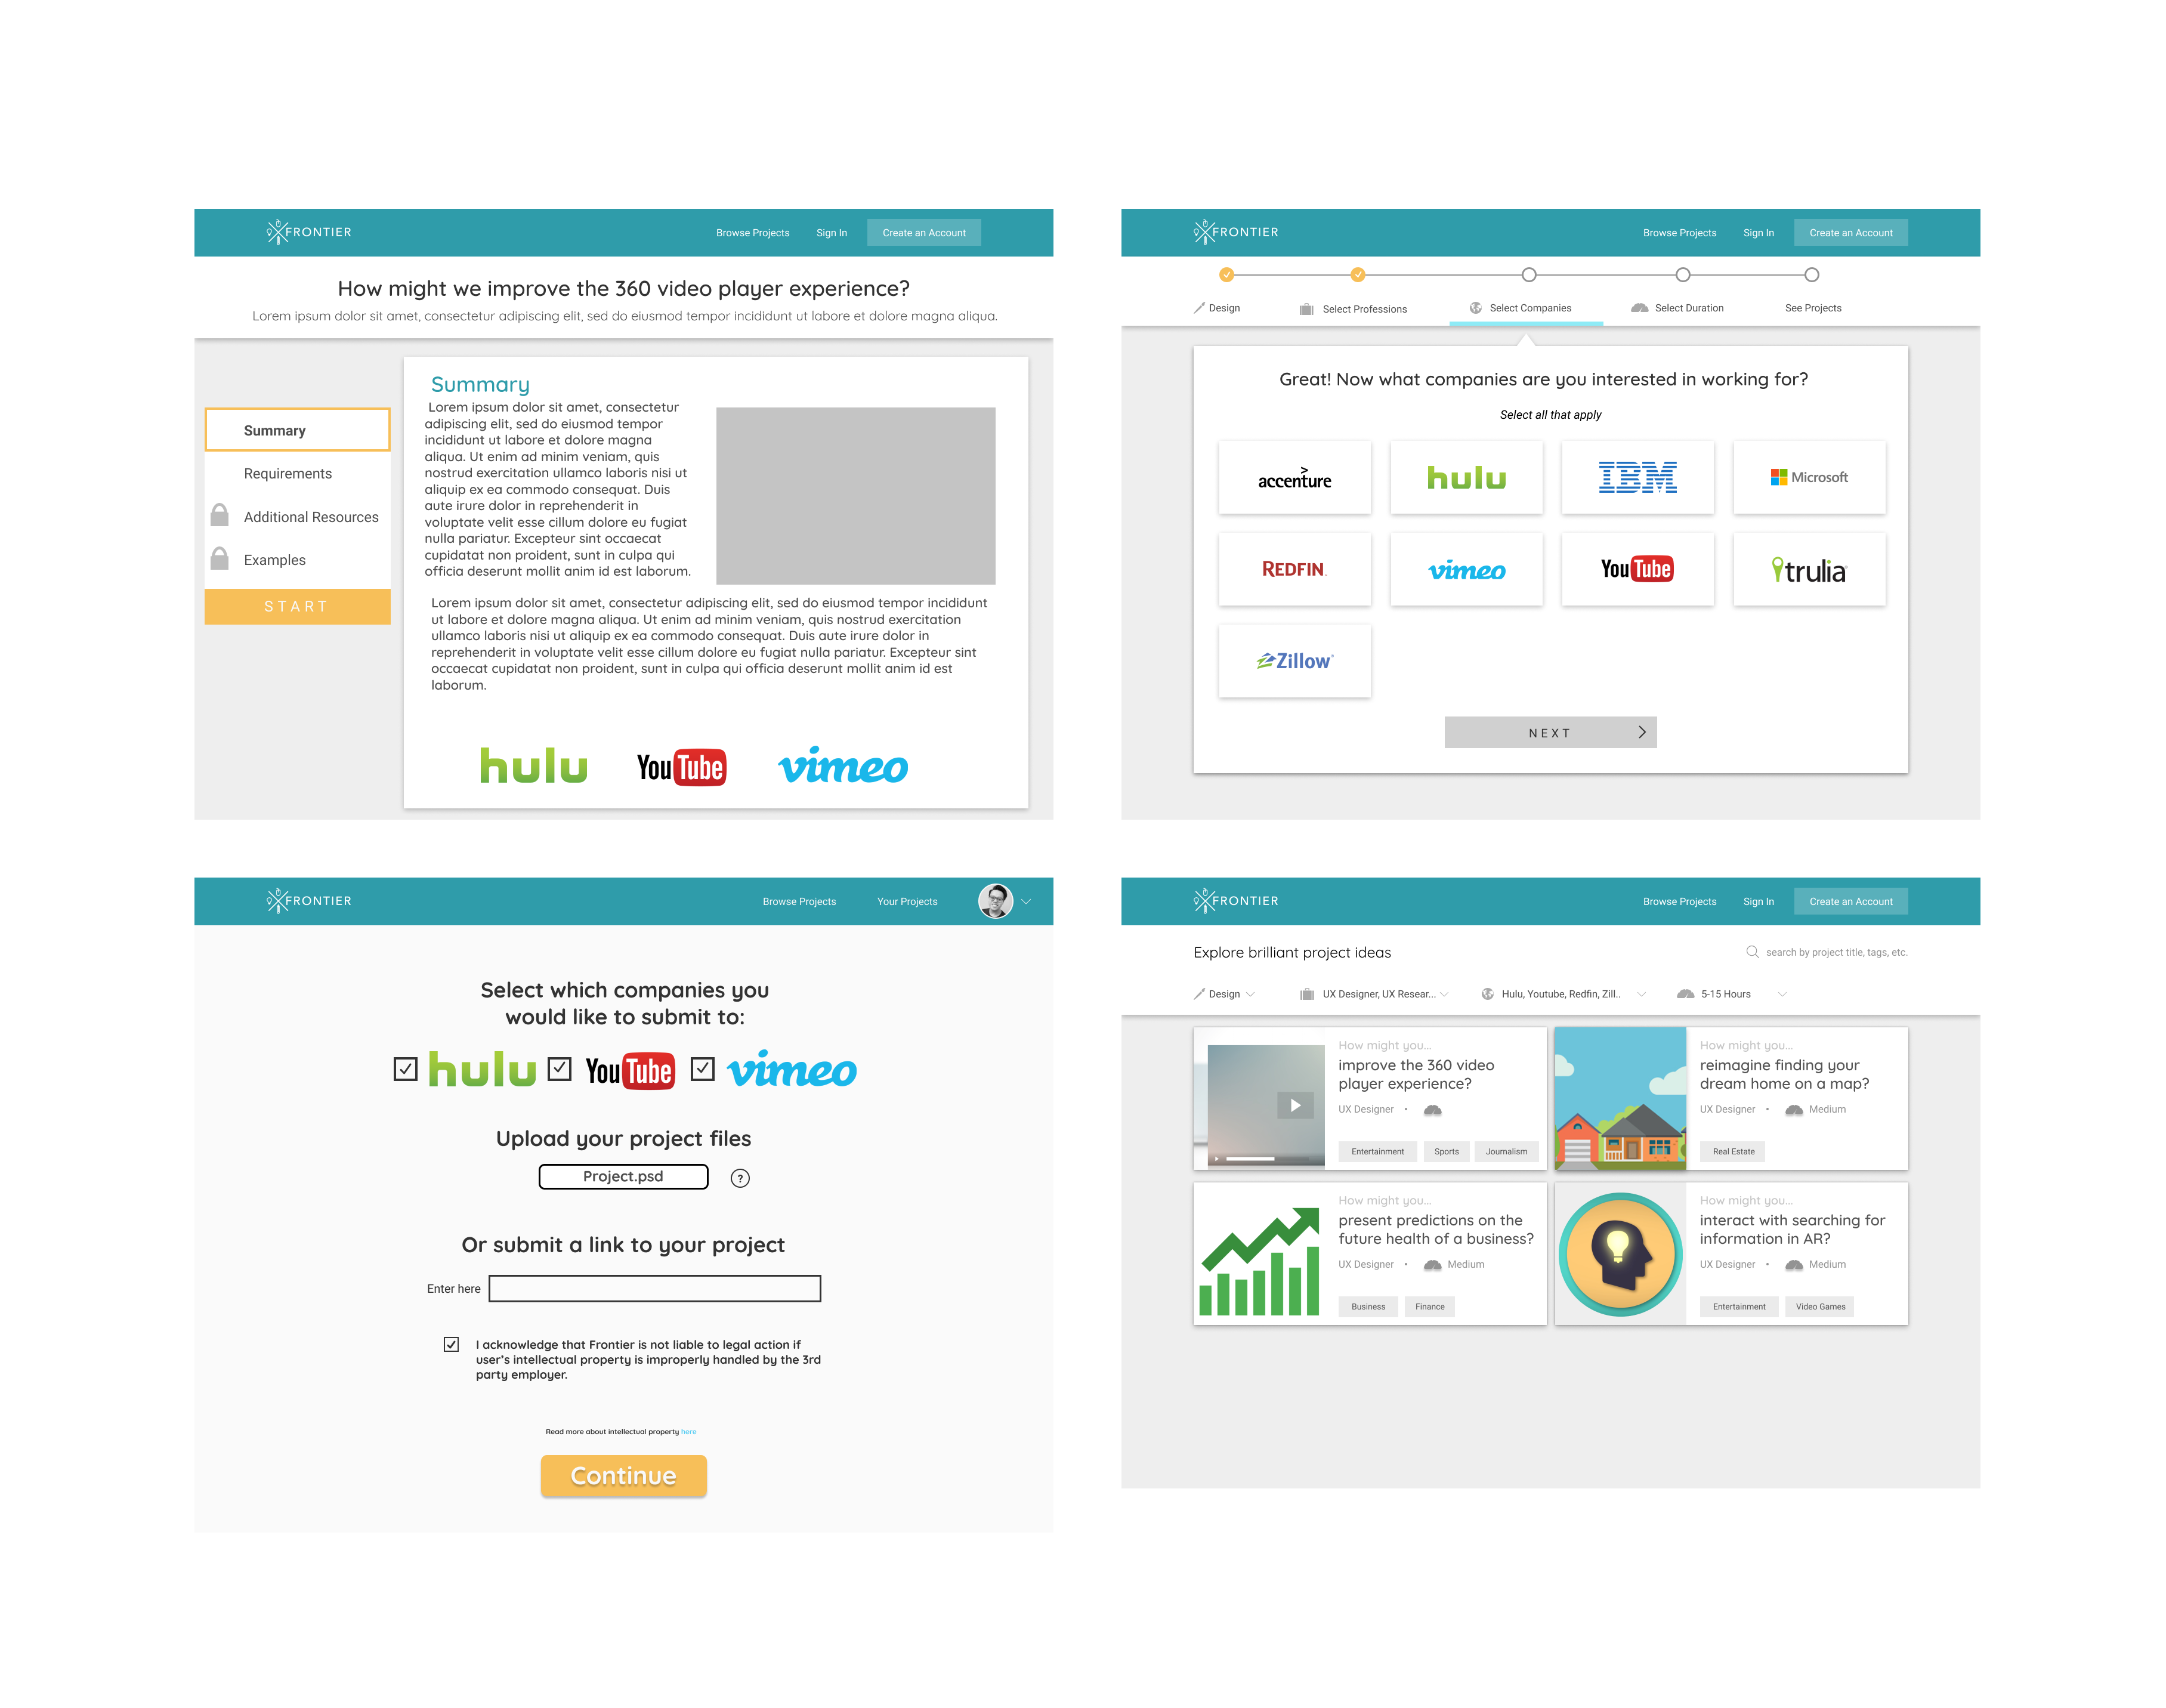 FRONTIER
Browse Projects
Sign In
Create an Account
How might we improve the 360 video player experience?
Lorem ipsum dolor sit amet, consectetur adipiscing elit, sed do eiusmod tempor incididunt ut labore et dolore magna aliqua.
Summary
Requirements
Additional Resources
Examples
START
Summary
Lorem ipsum dolor sit amet, consectetur
adipiscing elit, sed do eiusmod tempor
incididunt ut labore et dolore magna
aliqua. Ut enim ad minim veniam, quis
nostrud exercitation ullamco laboris nisi ut
aliquip ex ea commodo consequat. Duis
aute irure dolor in reprehenderit in
voluptate velit esse cillum dolore eu fugiat
nulla pariatur. Excepteur sint occaecat
cupidatat non proident, sunt in culpa qui
officia deserunt mollit anim id est laborum.
Lorem ipsum dolor sit amet, consectetur adipiscing elit, sed do eiusmod tempor incididunt
ut labore et dolore magna aliqua. Ut enim ad minim veniam, quis nostrud exercitation
ullamco laboris nisi ut aliquip ex ea commodo consequat. Duis aute irure dolor in
reprehenderit in voluptate velit esse cillum dolore eu fugiat nulla pariatur. Excepteur sint
occaecat cupidatat non proident, sunt in culpa qui officia deserunt mollit anim id est
laborum.
hulu
YouTube
vimeo
FRONTIER
Browse Projects
Sign In
Create an Account
Design
Select Professions
Select Companies
Select Duration
See Projects
Great! Now what companies are you interested in working for?
Select all that apply
accenture
hulu
IBM
Microsoft
REDFIN
vimeo
YouTube
trulia
Zillow
NEXT
FRONTIER
Browse Projects
Your Projects
Select which companies you
would like to submit to:
hulu
YouTube
vimeo
Upload your project files
Project.psd
?
Or submit a link to your project
Enter here
I acknowledge that Frontier is not liable to legal action if
user's intellectual property is improperly handled by the 3rd
party employer.
Read more about intellectual property here
Continue
FRONTIER
Browse Projects
Sign In
Create an Account
Explore brilliant project ideas
search by project title, tags, etc.
Design
UX Designer, UX Resear...
Hulu, Youtube, Redfin, Zill..
5-15 Hours
How might you...
improve the 360 video
player experience?
UX Designer •
Entertainment
Sports
Journalism
How might you...
reimagine finding your
dream home on a map?
UX Designer • Medium
Real Estate
How might you...
present predictions on the
future health of a business?
UX Designer • Medium
Business
Finance
How might you...
interact with searching for
information in AR?
UX Designer • Medium
Entertainment
Video Games